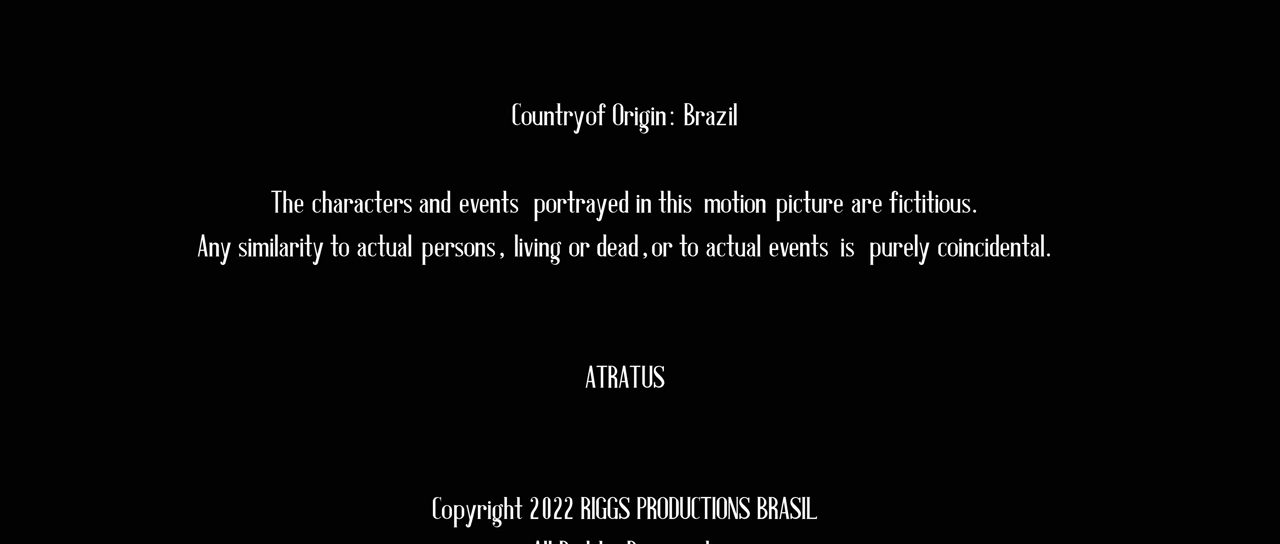 Countryof Origin: Brazil
The characters and events portrayed in this motion picture are fictitious.
Any similarity to actual persons, living or dead,or to actual events is purely coincidental.
ATRATUS
Copyright 2022 RIGGS PRODUCTIONS BRASIL